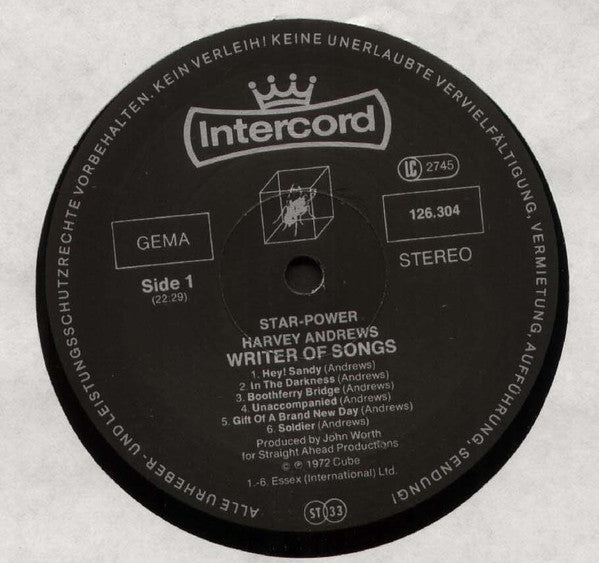 ALLE URHEBER- UND LEISTUNGSSCHUTZRECHTE VORBEHALTEN. KEIN VERLEIH! KEINE UNERLAUBTE VERVIELFÄLTIGUNG, VERMIETUNG, AUFFÜHRUNG, SENDUNG!
Intercord
LC 2745
GEMA
126.304
Side 1
(22:29)
STEREO
STAR-POWER
HARVEY ANDREWS
WRITER OF SONGS
1. Hey! Sandy (Andrews)
2. In The Darkness (Andrews)
3. Boothferry Bridge (Andrews)
4. Unaccompanied (Andrews)
5. Gift Of A Brand New Day (Andrews)
6. Soldier (Andrews)
Produced by John Worth
for Straight Ahead Productions
© ℗ 1972 Cube
1.-6. Essex (International) Ltd.
ST 33